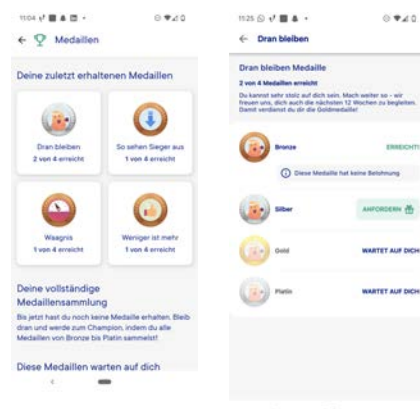 11:04
Medaillen
Deine zuletzt erhaltenen Medaillen
Dran bleiben
2 von 4 erreicht
So sehen Sieger aus
1 von 4 erreicht
Waagnis
1 von 4 erreicht
Weniger ist mehr
1 von 4 erreicht
Deine vollständige
Medaillensammlung
Bis jetzt hast du noch keine Medaille erhalten. Bleib
dran und werde zum Champion, indem du alle
Medaillen von Bronze bis Platin sammelst!
Diese Medaillen warten auf dich
11:25
Dran bleiben
Dran bleiben Medaille
2 von 4 Medaillen erreicht
Du kannst sehr stolz auf dich sein. Mach weiter so – wir
freuen uns, dich auch die nächsten 12 Wochen zu begleiten.
Damit verdienst du dir die Goldmedaille!
Bronze
ERREICHT!
Diese Medaille hat keine Belohnung
Silber
ANFORDERN
Gold
WARTET AUF DICH
Platin
WARTET AUF DICH